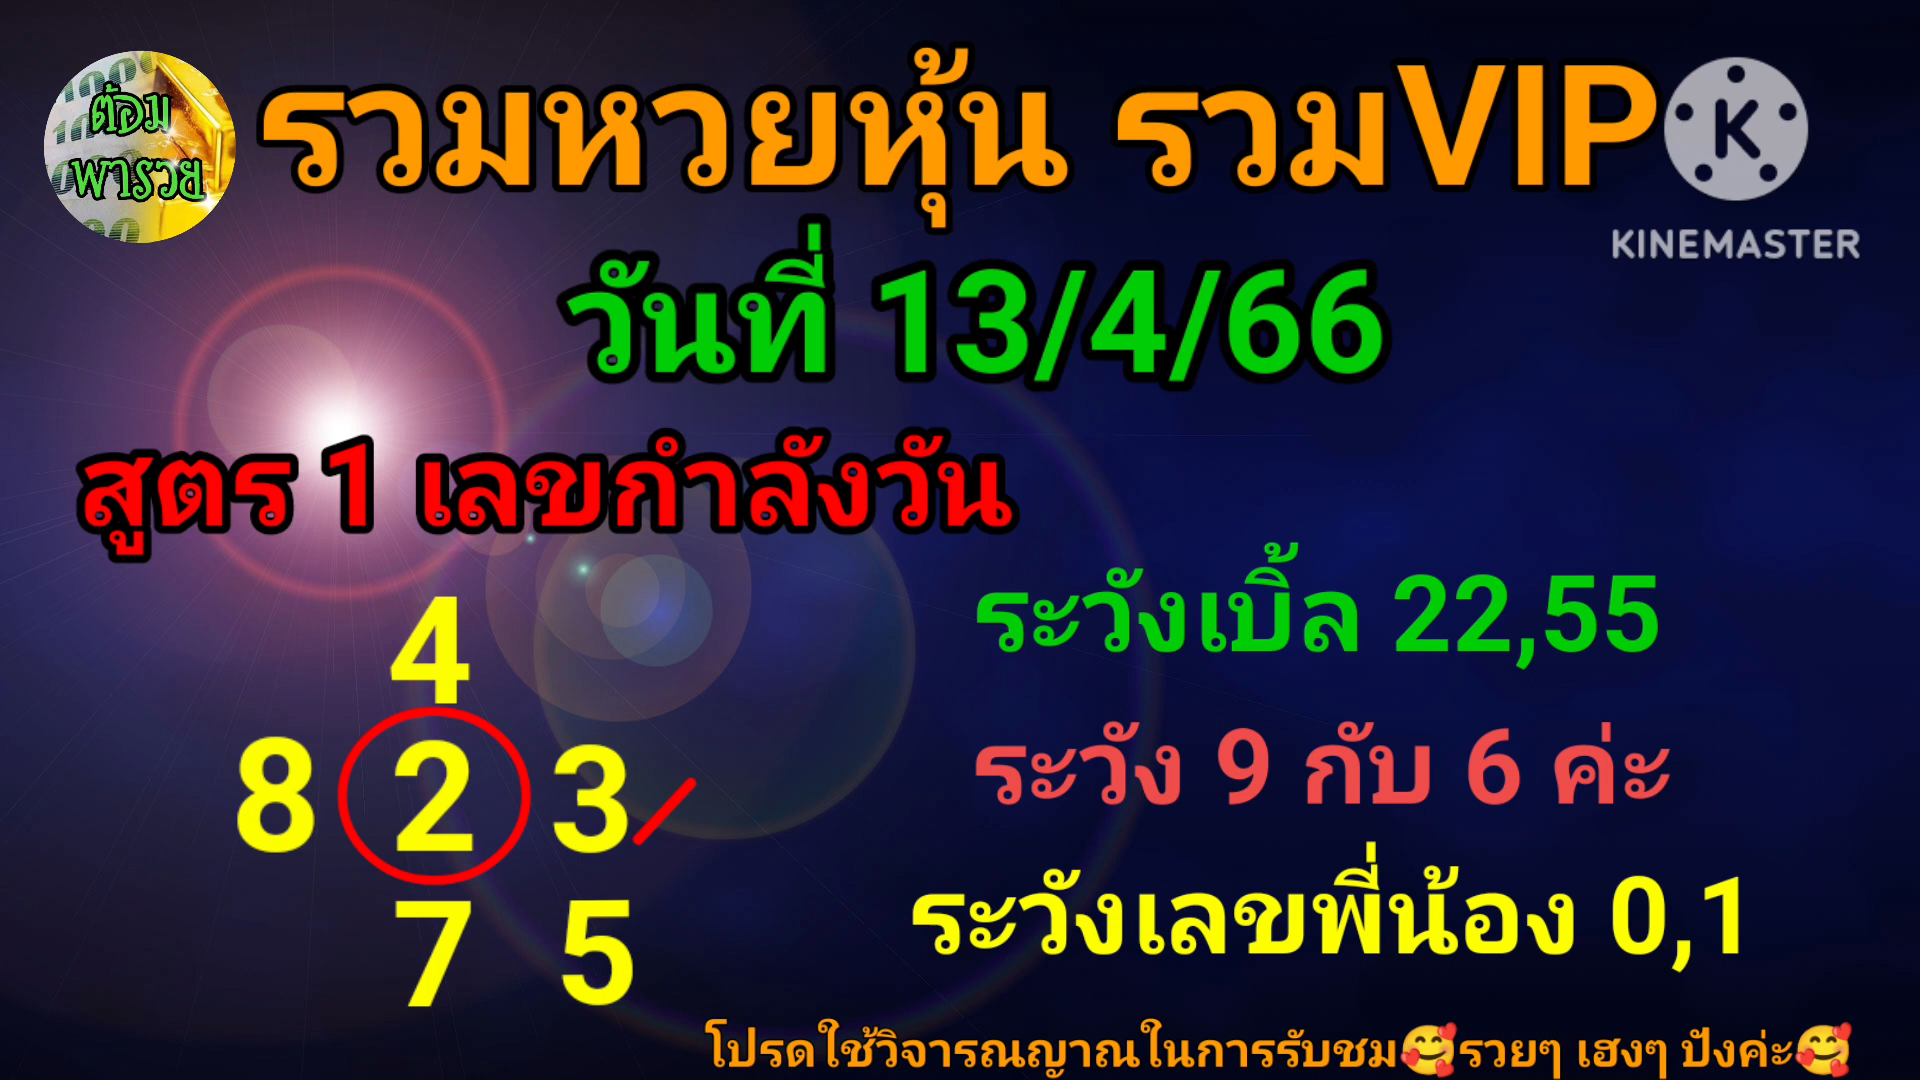 ต้อม
พารวย
รวมหวยหุ้น รวมVIP
KINEMASTER
วันที่ 13/4/66
สูตร 1 เลขกำลังวัน
4
8 2 3
7 5
ระวังเบิ้ล 22,55
ระวัง 9 กับ 6 ค่ะ
ระวังเลขพี่น้อง 0,1
โปรดใช้วิจารณญาณในการรับชม🥰รวยๆ เฮงๆ ปังค่ะ🥰